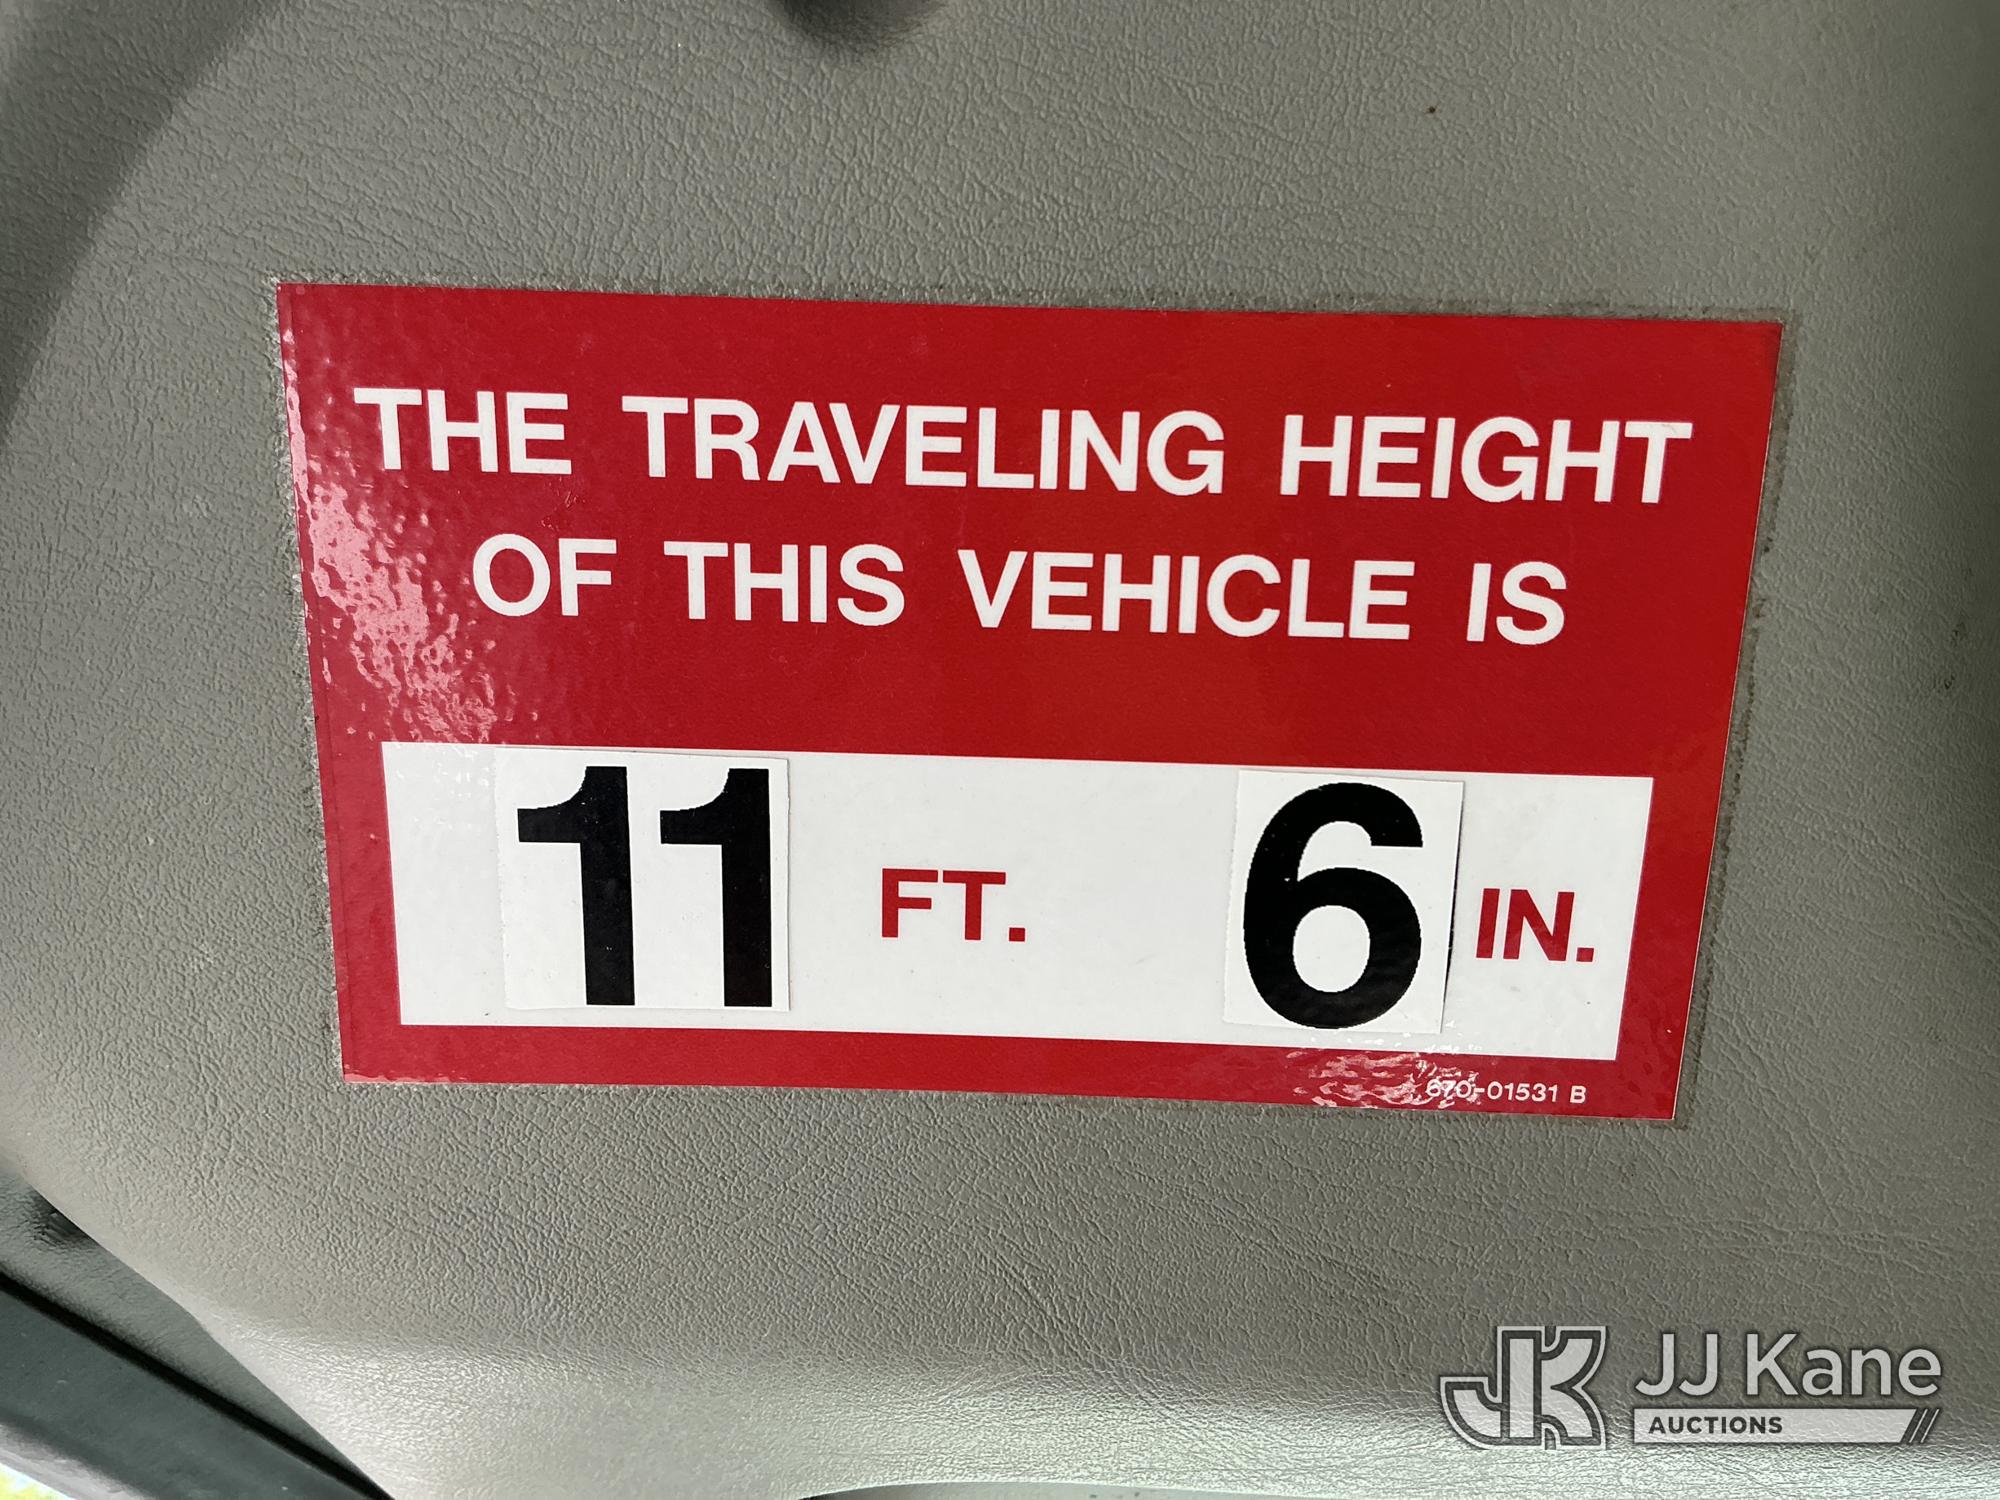 THE TRAVELING HEIGHT
OF THIS VEHICLE IS
11 FT. 6 IN.
670-01531 B
JJ Kane
AUCTIONS